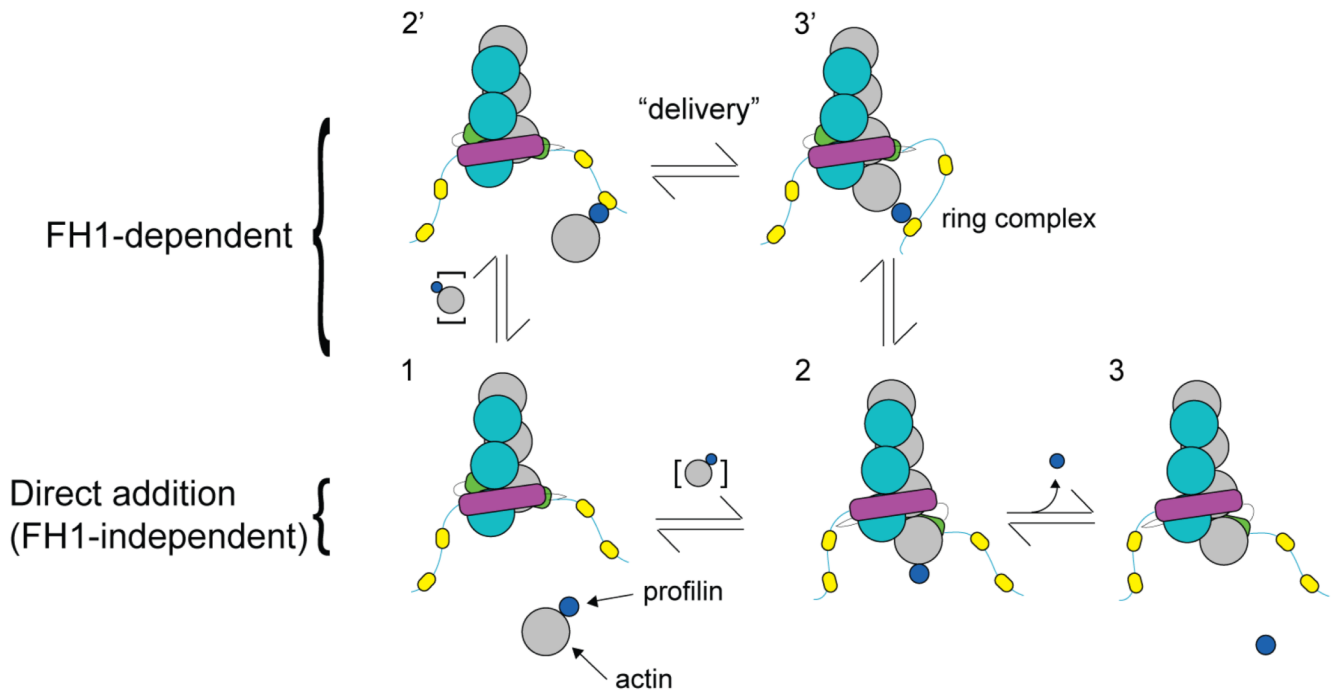 2’
3’
“delivery”
FH1-dependent
ring complex
1
2
3
[ ]
[ ]
Direct addition
(FH1-independent)
profilin
actin